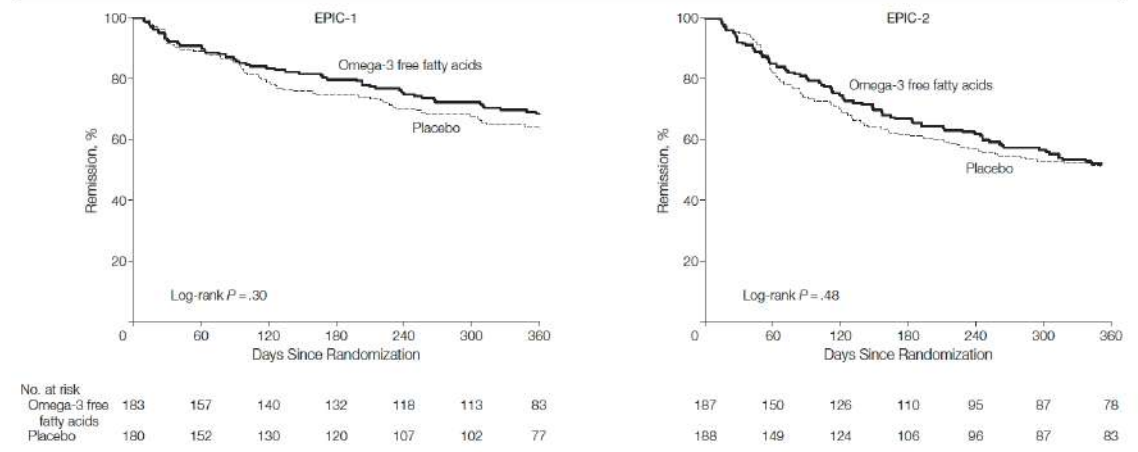 EPIC-1
100
80
60
40
20
Remission, %
Omega-3 free fatty acids
Placebo
Log-rank P = .30
0 60 120 180 240 300 360
Days Since Randomization
EPIC-2
100
80
60
40
20
Remission, %
Omega-3 free fatty acids
Placebo
Log-rank P = .48
0 60 120 180 240 300 360
Days Since Randomization
No. at risk
Omega-3 free 183 157 140 132 118 113 83 187 150 126 110 95 87 78
fatty acids
Placebo 180 152 130 120 107 102 77 188 149 124 106 96 87 83